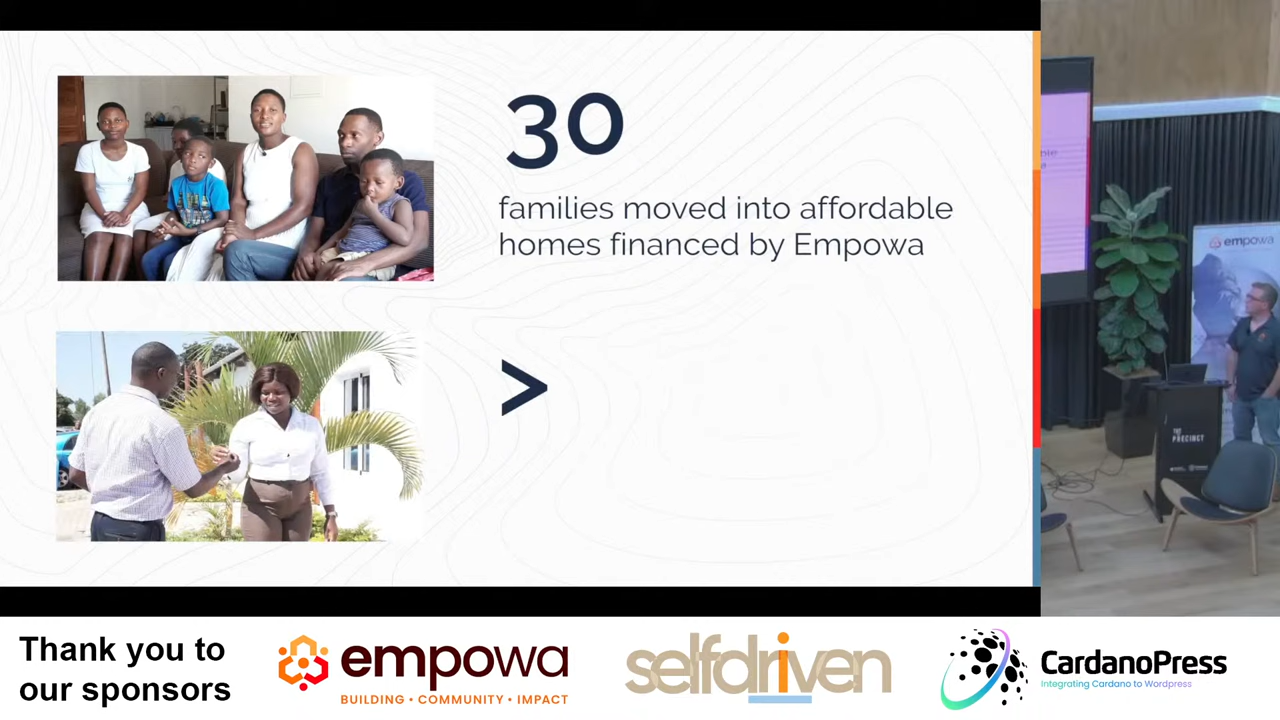 30
families moved into affordable
homes financed by Empowa
>
empowa
THE
PRECINCT
Thank you to
our sponsors
empowa
BUILDING • COMMUNITY • IMPACT
selfdriven
CardanoPress
Integrating Cardano to Wordpress